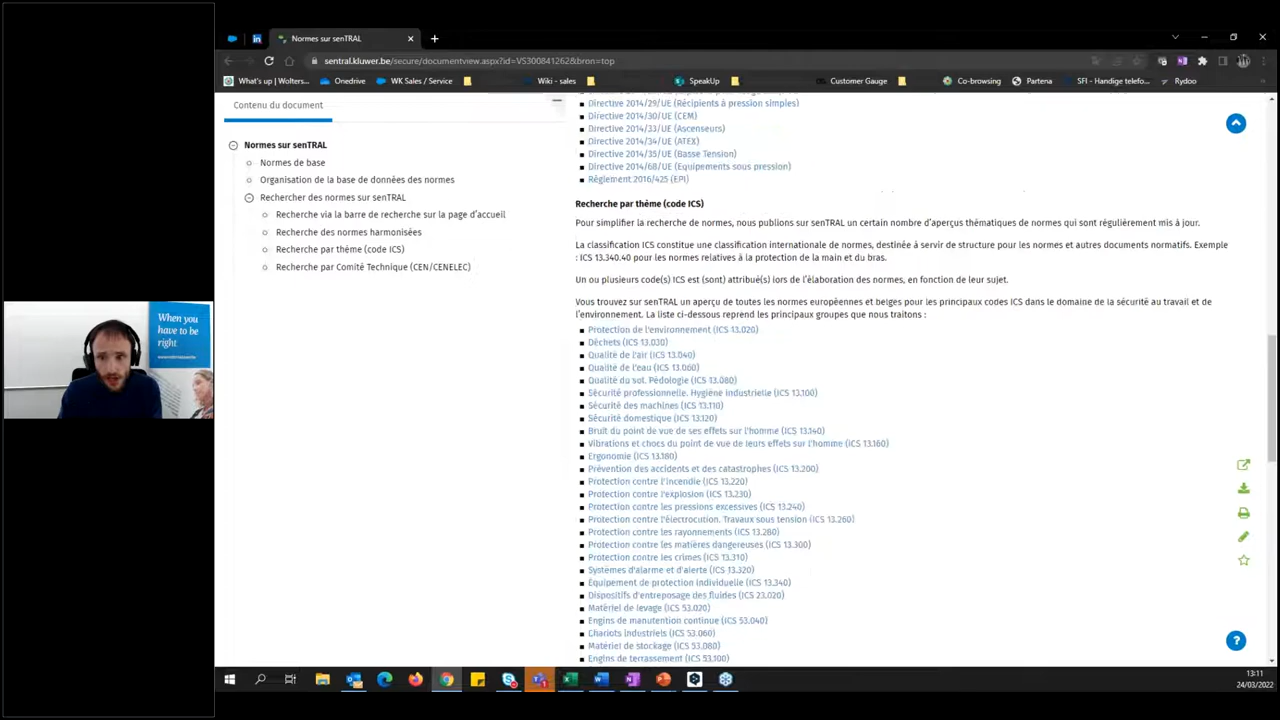 Normes sur senTRAL
sentral.kluwer.be/secure/documentview.aspx?id=VS300841262&bron=top
What's up | Wolters... Onedrive WK Sales / Service Wiki - sales SpeakUp Customer Gauge Co-browsing Partena SFI - Handige telefo... Rydoo
Contenu du document
Normes sur senTRAL
Normes de base
Organisation de la base de données des normes
Rechercher des normes sur senTRAL
Recherche via la barre de recherche sur la page d'accueil
Recherche des normes harmonisées
Recherche par thème (code ICS)
Recherche par Comité Technique (CEN/CENELEC)
Directive 2014/29/UE (Récipients à pression simples)
Directive 2014/30/UE (CEM)
Directive 2014/33/UE (Ascenseurs)
Directive 2014/34/UE (ATEX)
Directive 2014/35/UE (Basse Tension)
Directive 2014/68/UE (Equipements sous pression)
Règlement 2016/425 (EPI)
Recherche par thème (code ICS)
Pour simplifier la recherche de normes, nous publions sur senTRAL un certain nombre d'aperçus thématiques de normes qui sont régulièrement mis à jour.
La classification ICS constitue une classification internationale de normes, destinée à servir de structure pour les normes et autres documents normatifs. Exemple
: ICS 13.340.40 pour les normes relatives à la protection de la main et du bras.
Un ou plusieurs code(s) ICS est (sont) attribué(s) lors de l'élaboration des normes, en fonction de leur sujet.
Vous trouvez sur senTRAL un aperçu de toutes les normes européennes et belges pour les principaux codes ICS dans le domaine de la sécurité au travail et de
l'environnement. La liste ci-dessous reprend les principaux groupes que nous traitons :
Protection de l'environnement (ICS 13.020)
Déchets (ICS 13.030)
Qualité de l'air (ICS 13.040)
Qualité de l'eau (ICS 13.060)
Qualité du sol. Pédologie (ICS 13.080)
Sécurité professionnelle. Hygiène industrielle (ICS 13.100)
Sécurité des machines (ICS 13.110)
Sécurité domestique (ICS 13.120)
Bruit du point de vue de ses effets sur l'homme (ICS 13.140)
Vibrations et chocs du point de vue de leurs effets sur l'homme (ICS 13.160)
Ergonomie (ICS 13.180)
Prévention des accidents et des catastrophes (ICS 13.200)
Protection contre l'incendie (ICS 13.220)
Protection contre l'explosion (ICS 13.230)
Protection contre les pressions excessives (ICS 13.240)
Protection contre l'électrocution. Travaux sous tension (ICS 13.260)
Protection contre les rayonnements (ICS 13.280)
Protection contre les matières dangereuses (ICS 13.300)
Protection contre les crimes (ICS 13.310)
Systèmes d'alarme et d'alerte (ICS 13.320)
Equipement de protection individuelle (ICS 13.340)
Dispositifs d'entreposage des fluides (ICS 23.020)
Matériel de levage (ICS 53.020)
Engins de manutention continue (ICS 53.040)
Chariots industriels (ICS 53.060)
Matériel de stockage (ICS 53.080)
Engins de terrassement (ICS 53.100)
When you
have to be
right
13:11
24/03/2022